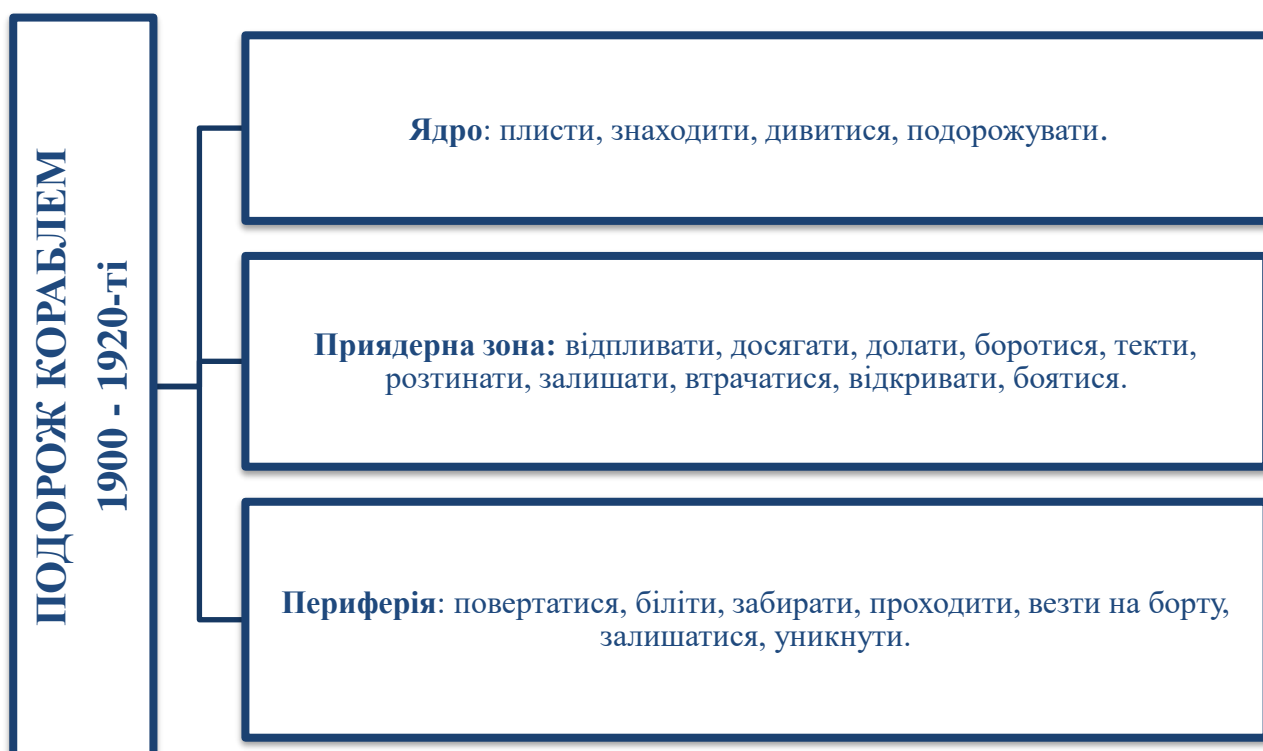 ПОДОРОЖ КОРАБЛЕМ
1900 - 1920-ті
Ядро: плисти, знаходити, дивитися, подорожувати.
Приядерна зона: відпливати, досягати, долати, боротися, текти,
розтинати, залишати, втрачатися, відкривати, боятися.
Периферія: повертатися, біліти, забирати, проходити, везти на борту,
залишатися, уникнути.